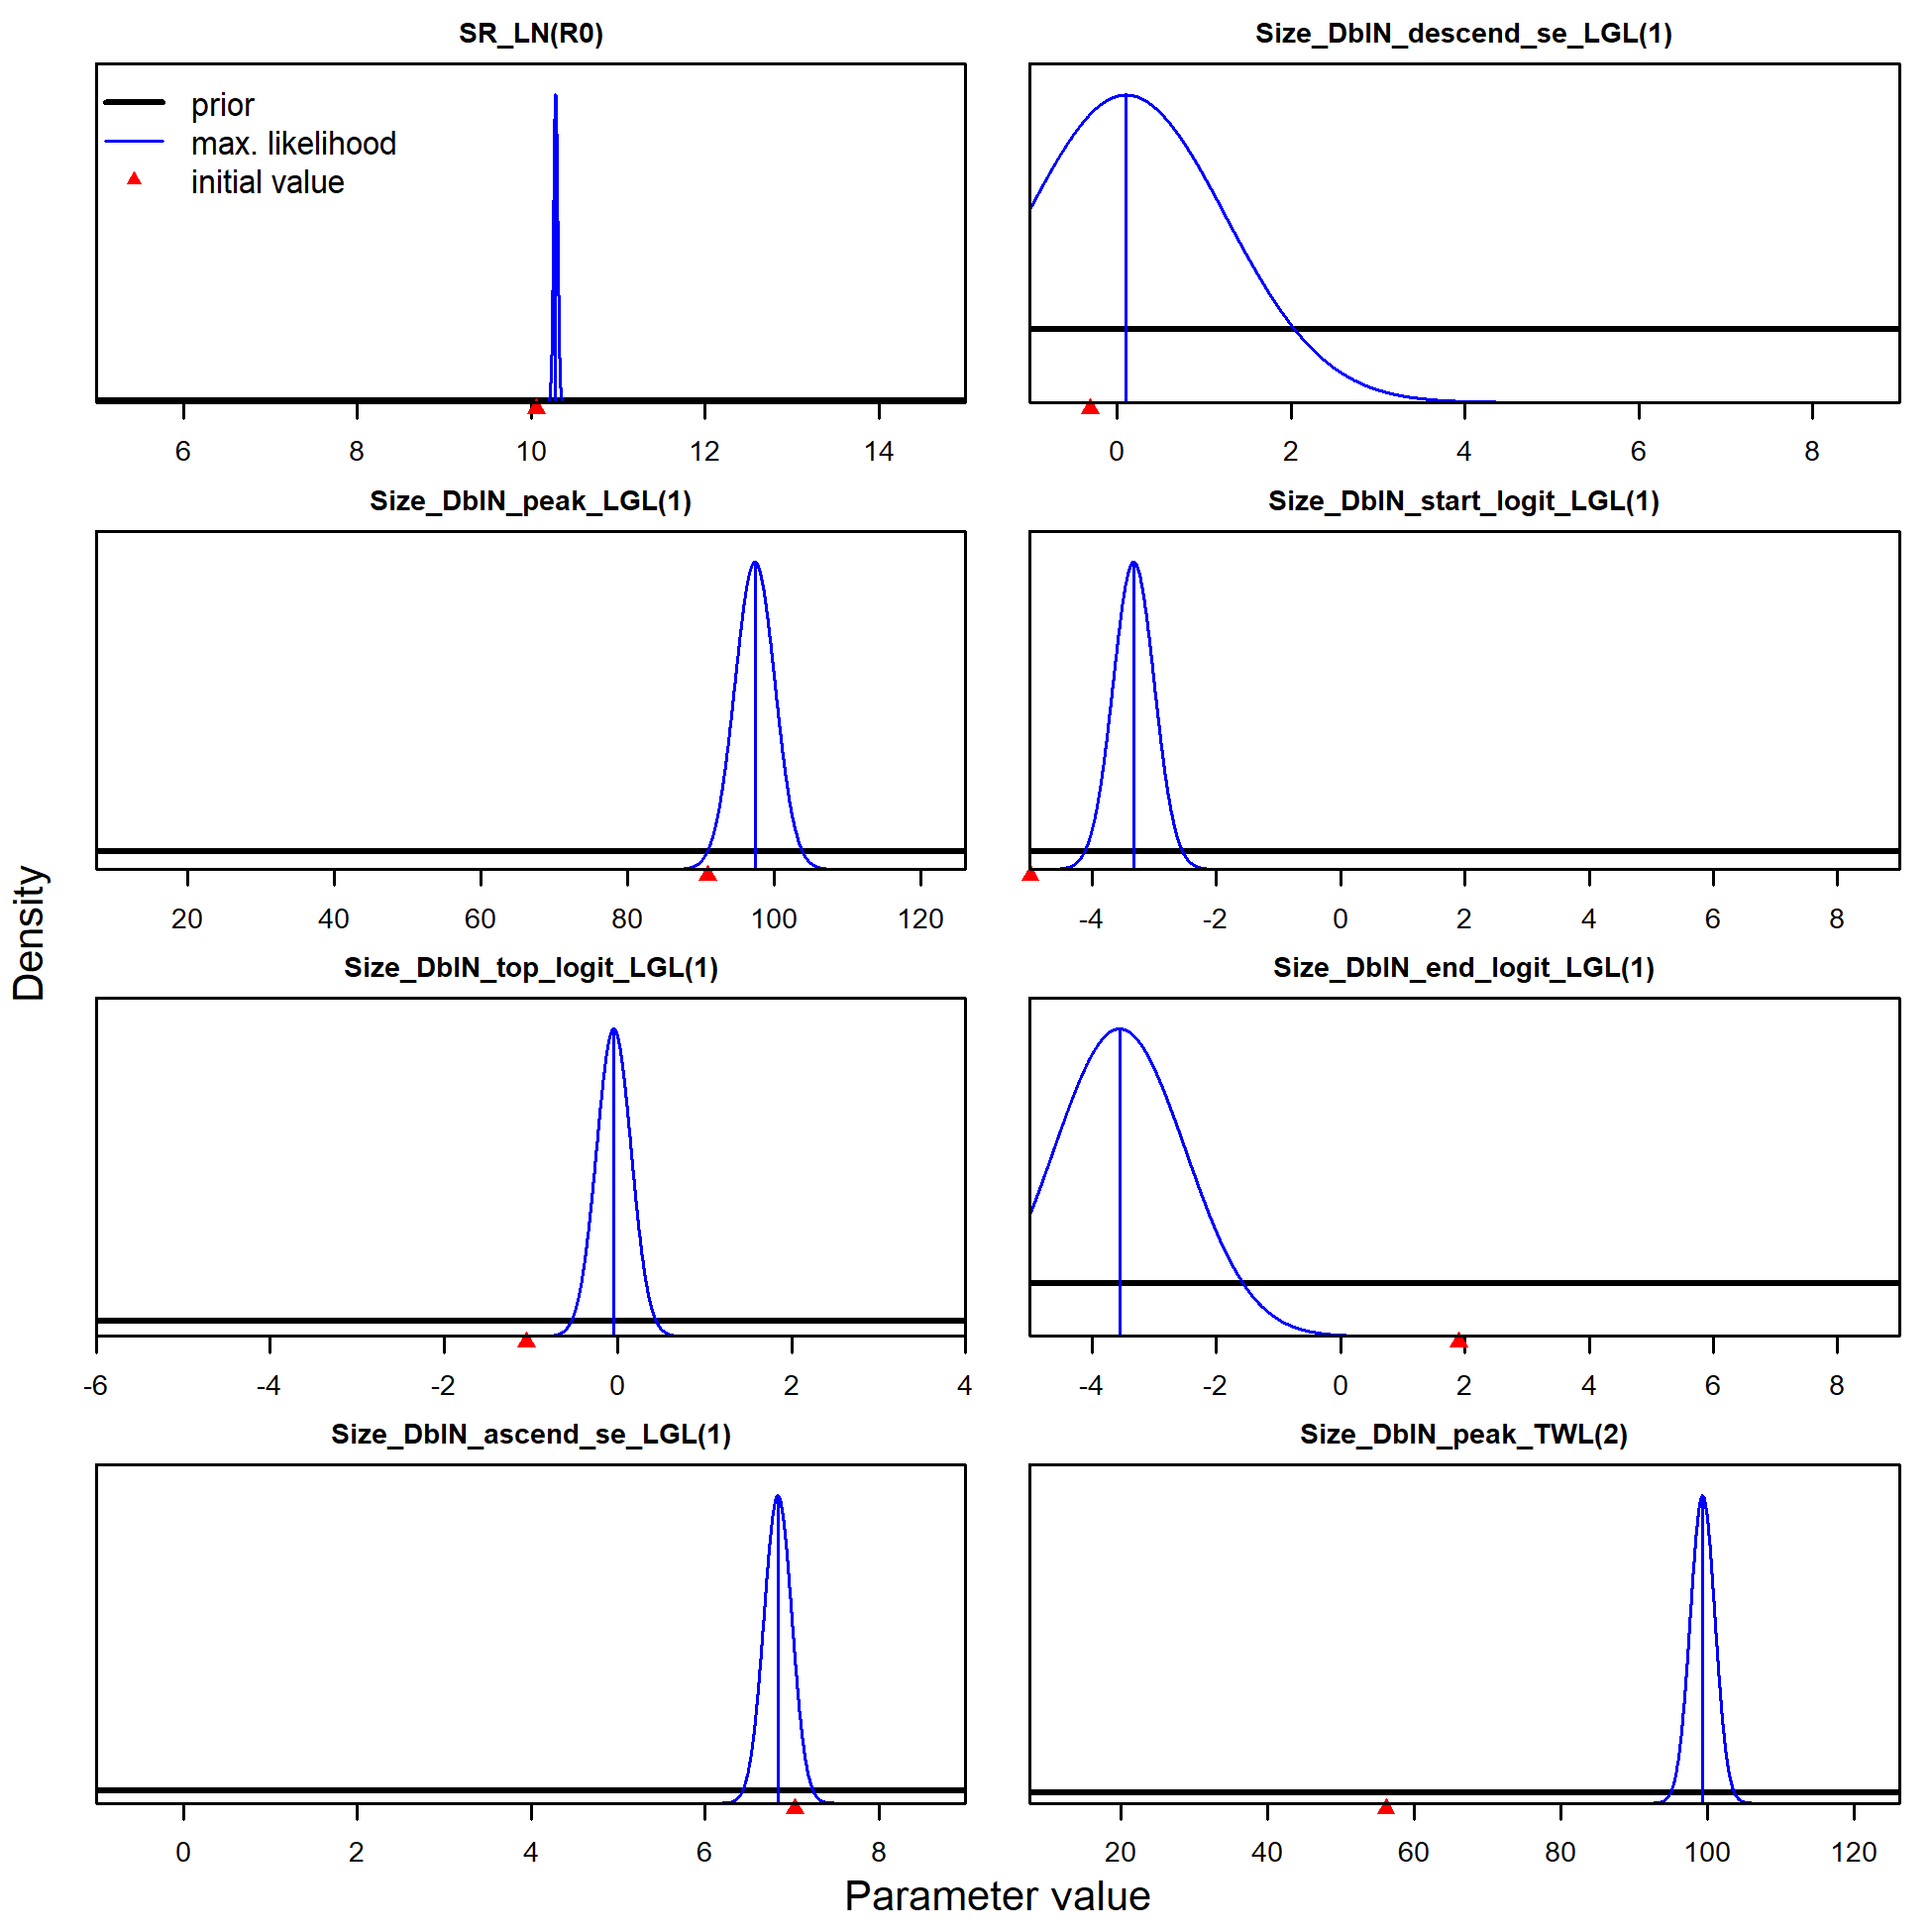 SR_LN(R0)
prior
max. likelihood
initial value
6 8 10 12 14
Size_DblN_descend_se_LGL(1)
0 2 4 6 8
Size_DblN_peak_LGL(1)
20 40 60 80 100 120
Size_DblN_start_logit_LGL(1)
-4 -2 0 2 4 6 8
Size_DblN_top_logit_LGL(1)
-6 -4 -2 0 2 4
Size_DblN_end_logit_LGL(1)
-4 -2 0 2 4 6 8
Size_DblN_ascend_se_LGL(1)
0 2 4 6 8
Size_DblN_peak_TWL(2)
20 40 60 80 100 120
Density
Parameter value